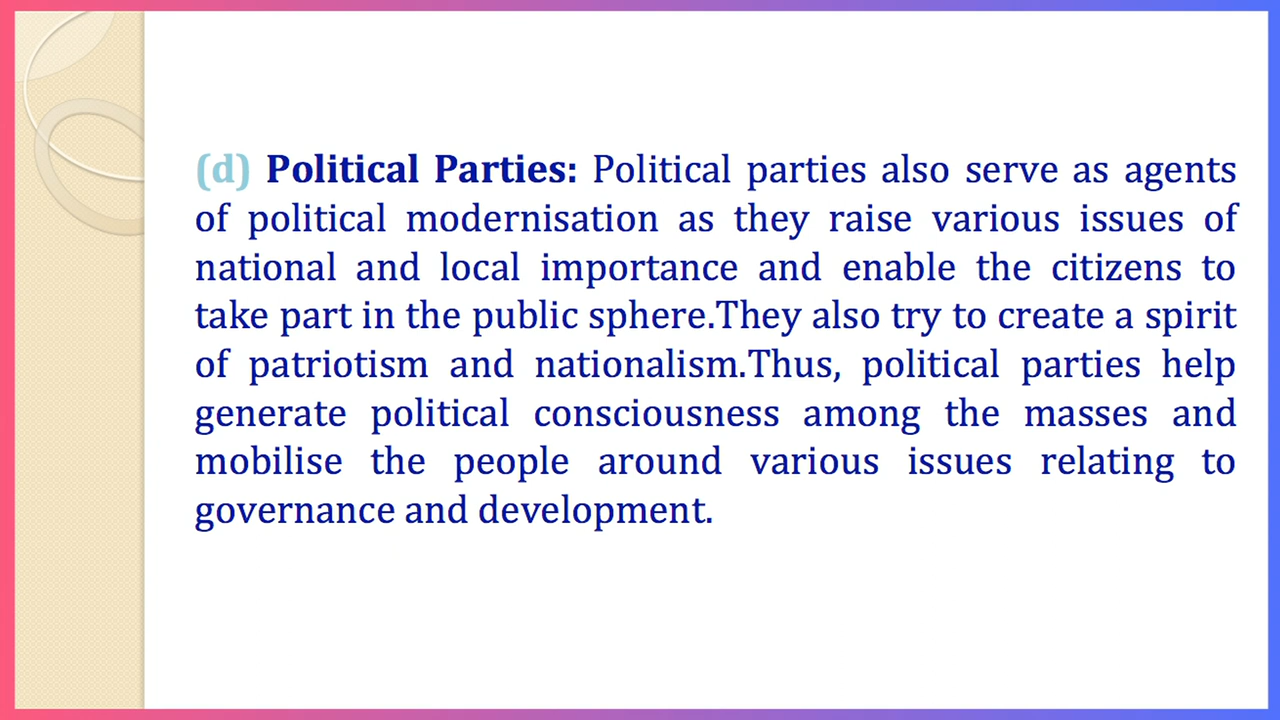 (d) Political Parties: Political parties also serve as agents
of political modernisation as they raise various issues of
national and local importance and enable the citizens to
take part in the public sphere.They also try to create a spirit
of patriotism and nationalism.Thus, political parties help
generate political consciousness among the masses and
mobilise the people around various issues relating to
governance and development.